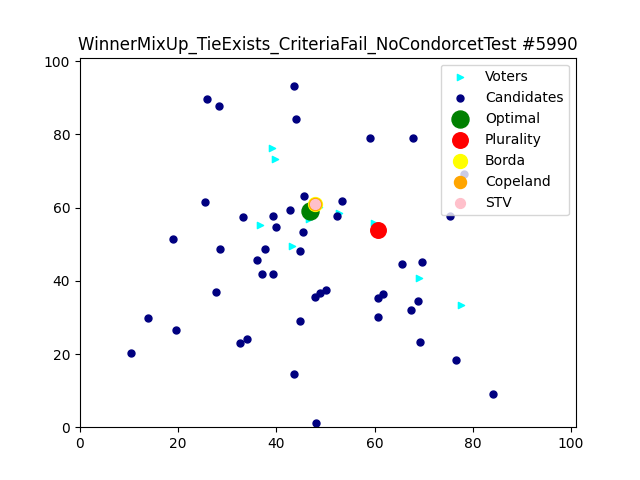 WinnerMixUp_TieExists_CriteriaFail_NoCondorcetTest #5990
100
80
60
40
20
0
0 20 40 60 80 100
Voters
Candidates
Optimal
Plurality
Borda
Copeland
STV